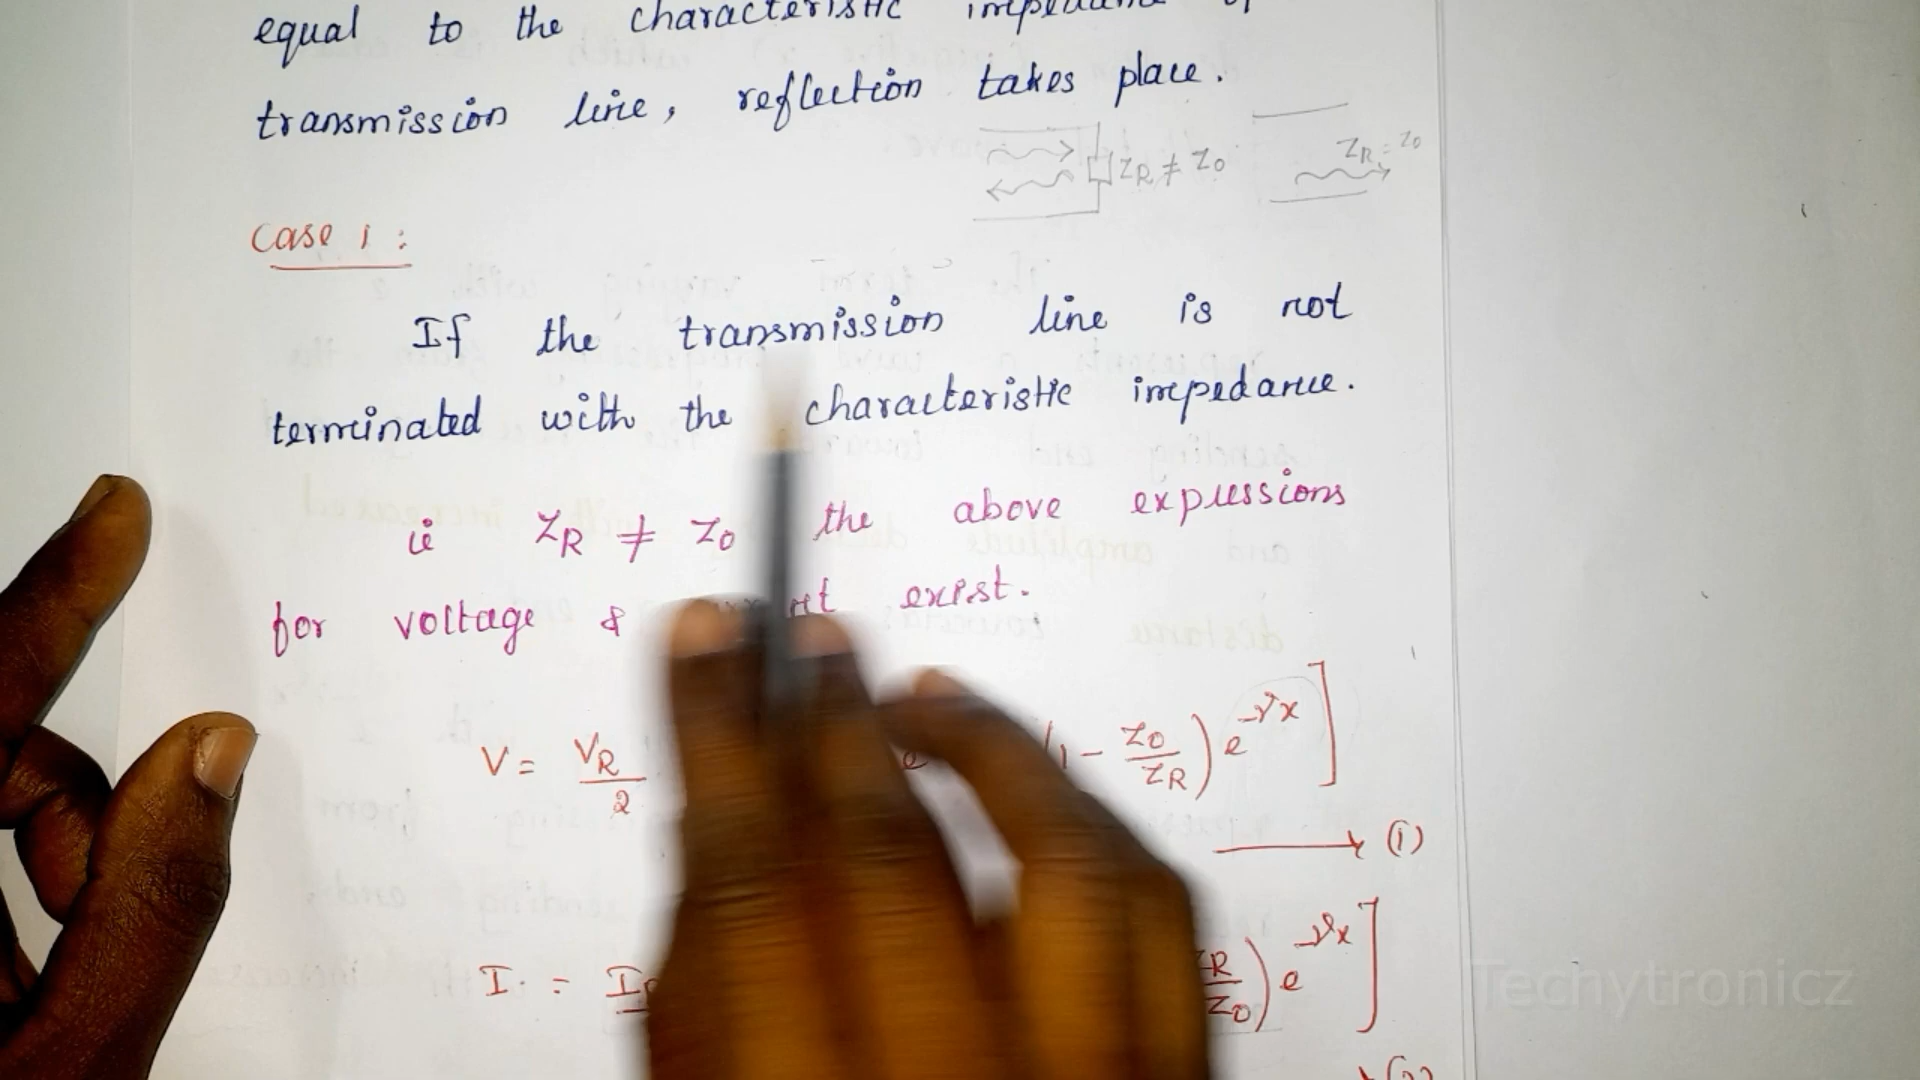 equal to the characteristic
transmission line, reflection takes place.
ZR ≠ Z0
ZR = Z0
Case 1 :
If the transmission line is not
terminated with the characteristic impedance.
ie ZR ≠ Z0 the above expressions
for voltage & exist.
V = VR/2 e (1 - Z0/ZR) e^-γx ]
(1)
I = ZR/Z0) e^-γx ]
Techytronicz